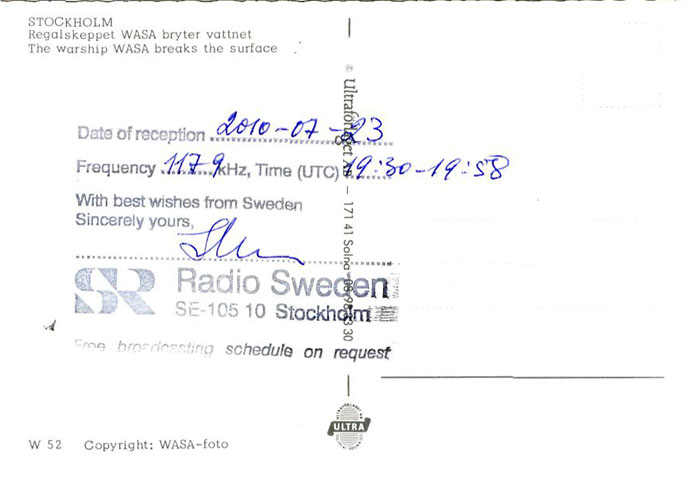 STOCKHOLM
Regalskeppet WASA bryter vattnet
The warship WASA breaks the surface
Date of reception 2010-07-23
Frequency 1179 kHz, Time (UTC) 19:30-19:58
With best wishes from Sweden
Sincerely yours,
SR Radio Sweden
SE-105 10 Stockholm
Free broadcasting schedule on request
© Ultraförlaget AB – 171 41 Solna
ULTRA
W 52 Copyright: WASA-foto